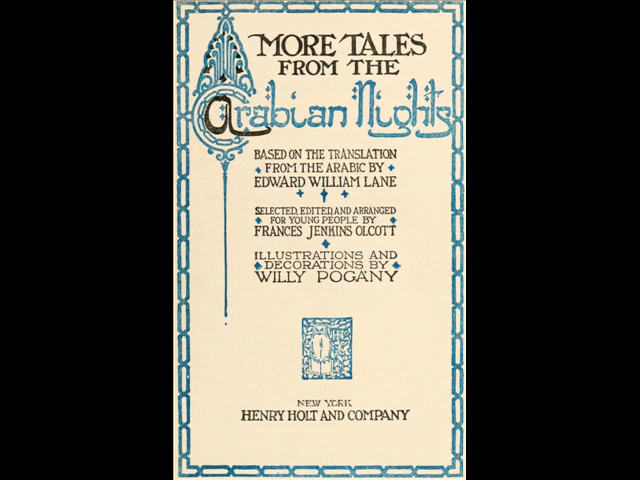 MORE TALES
FROM THE
Arabian Nights
BASED ON THE TRANSLATION
FROM THE ARABIC BY
EDWARD WILLIAM LANE
SELECTED, EDITED, AND ARRANGED
FOR YOUNG PEOPLE BY
FRANCES JENKINS OLCOTT
ILLUSTRATIONS AND
DECORATIONS BY
WILLY POGÁNY
NEW YORK
HENRY HOLT AND COMPANY